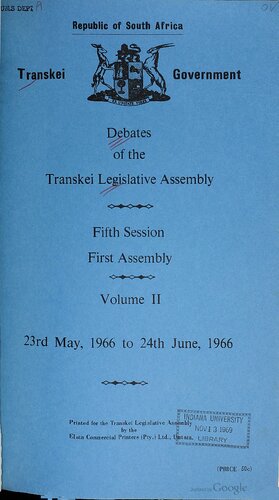 Republic of South Africa
Transkei Government
Debates
of the
Transkei Legislative Assembly
Fifth Session
First Assembly
Volume II
23rd May, 1966 to 24th June, 1966
Printed for the Transkei Legislative Assembly
by the
Elata Commercial Printers (Pty.) Ltd., Umtata.
INDIANA UNIVERSITY
NOV 13 1969
LIBRARY
(PRICE 50c)
Google